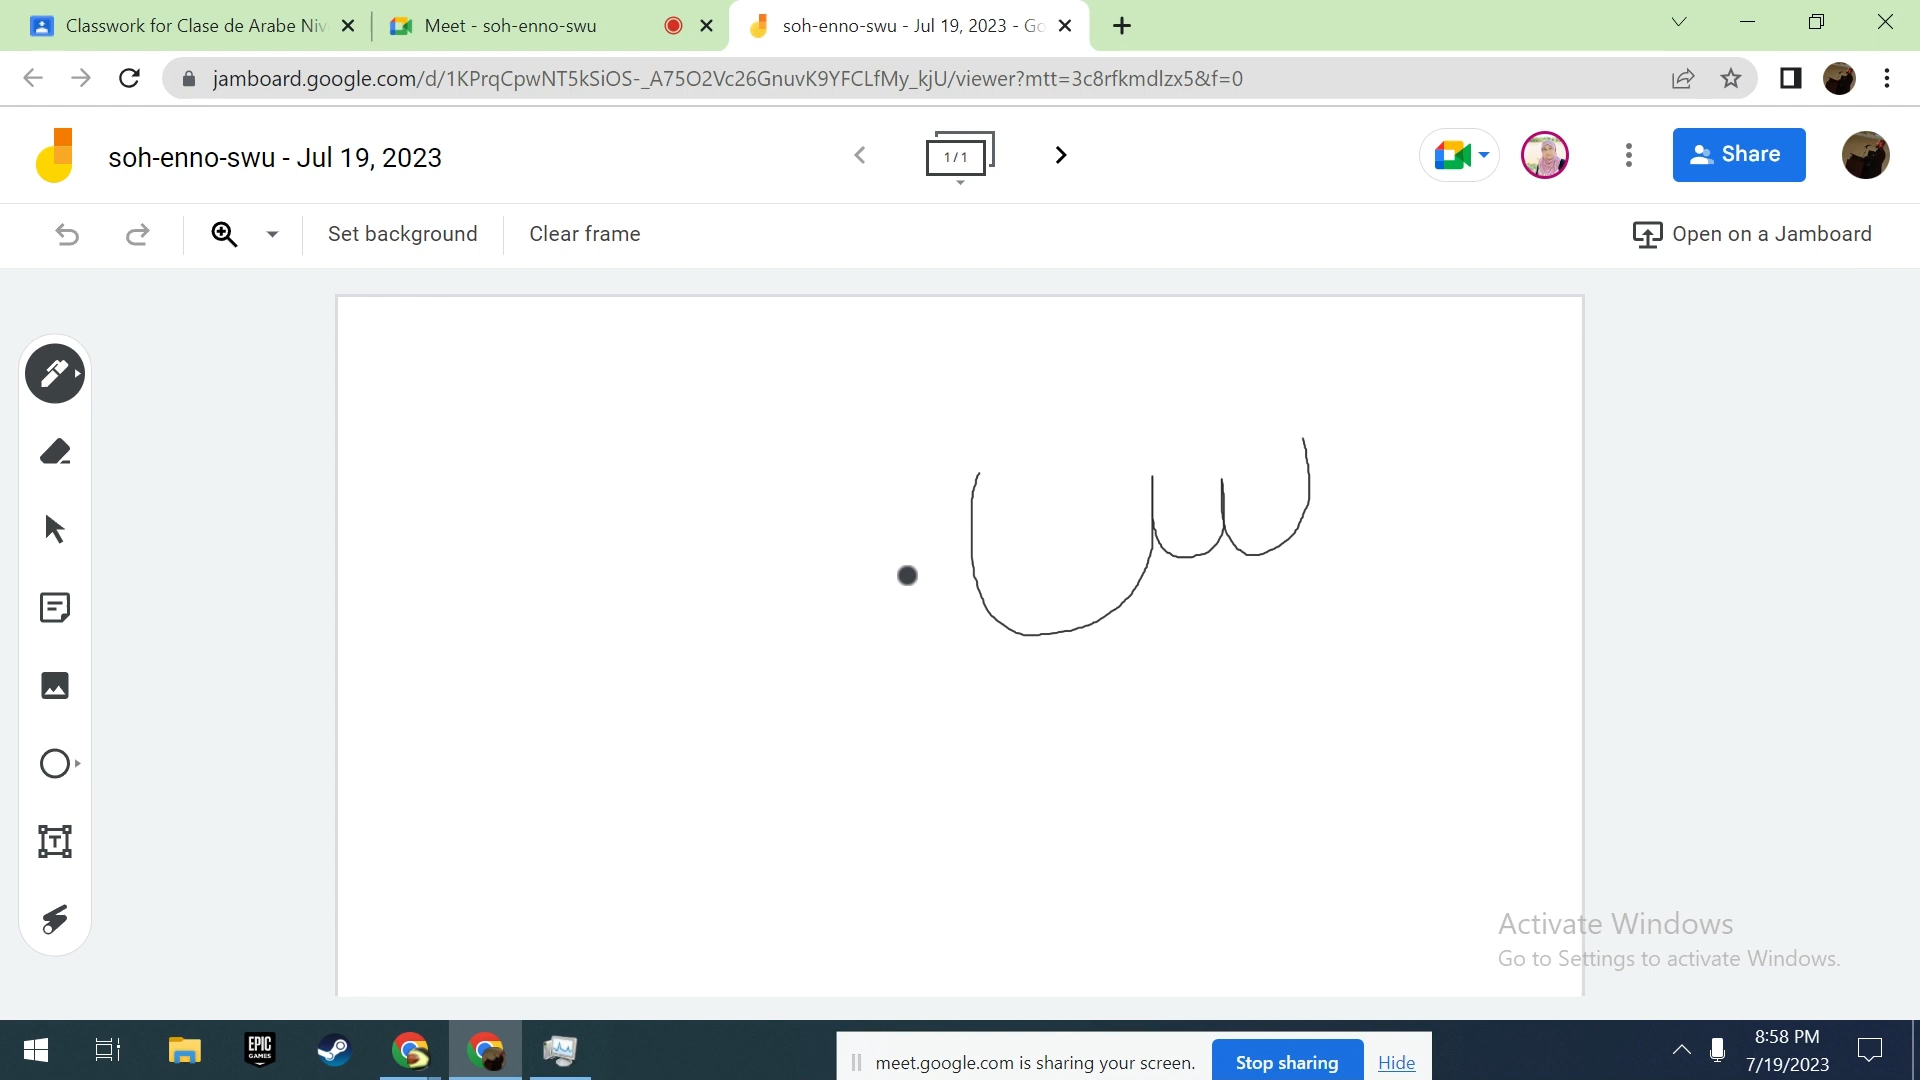 Classwork for Clase de Arabe Niv
Meet - soh-enno-swu
soh-enno-swu - Jul 19, 2023 - Go
jamboard.google.com/d/1KPrqCpwNT5kSiOS-_A75O2Vc26GnuvK9YFCLfMy_kjU/viewer?mtt=3c8rfkmdlzx5&f=0
soh-enno-swu - Jul 19, 2023
1/1
Share
Set background
Clear frame
Open on a Jamboard
س
Activate Windows
Go to Settings to activate Windows.
EPIC GAMES
meet.google.com is sharing your screen.
Stop sharing
Hide
8:58 PM
7/19/2023